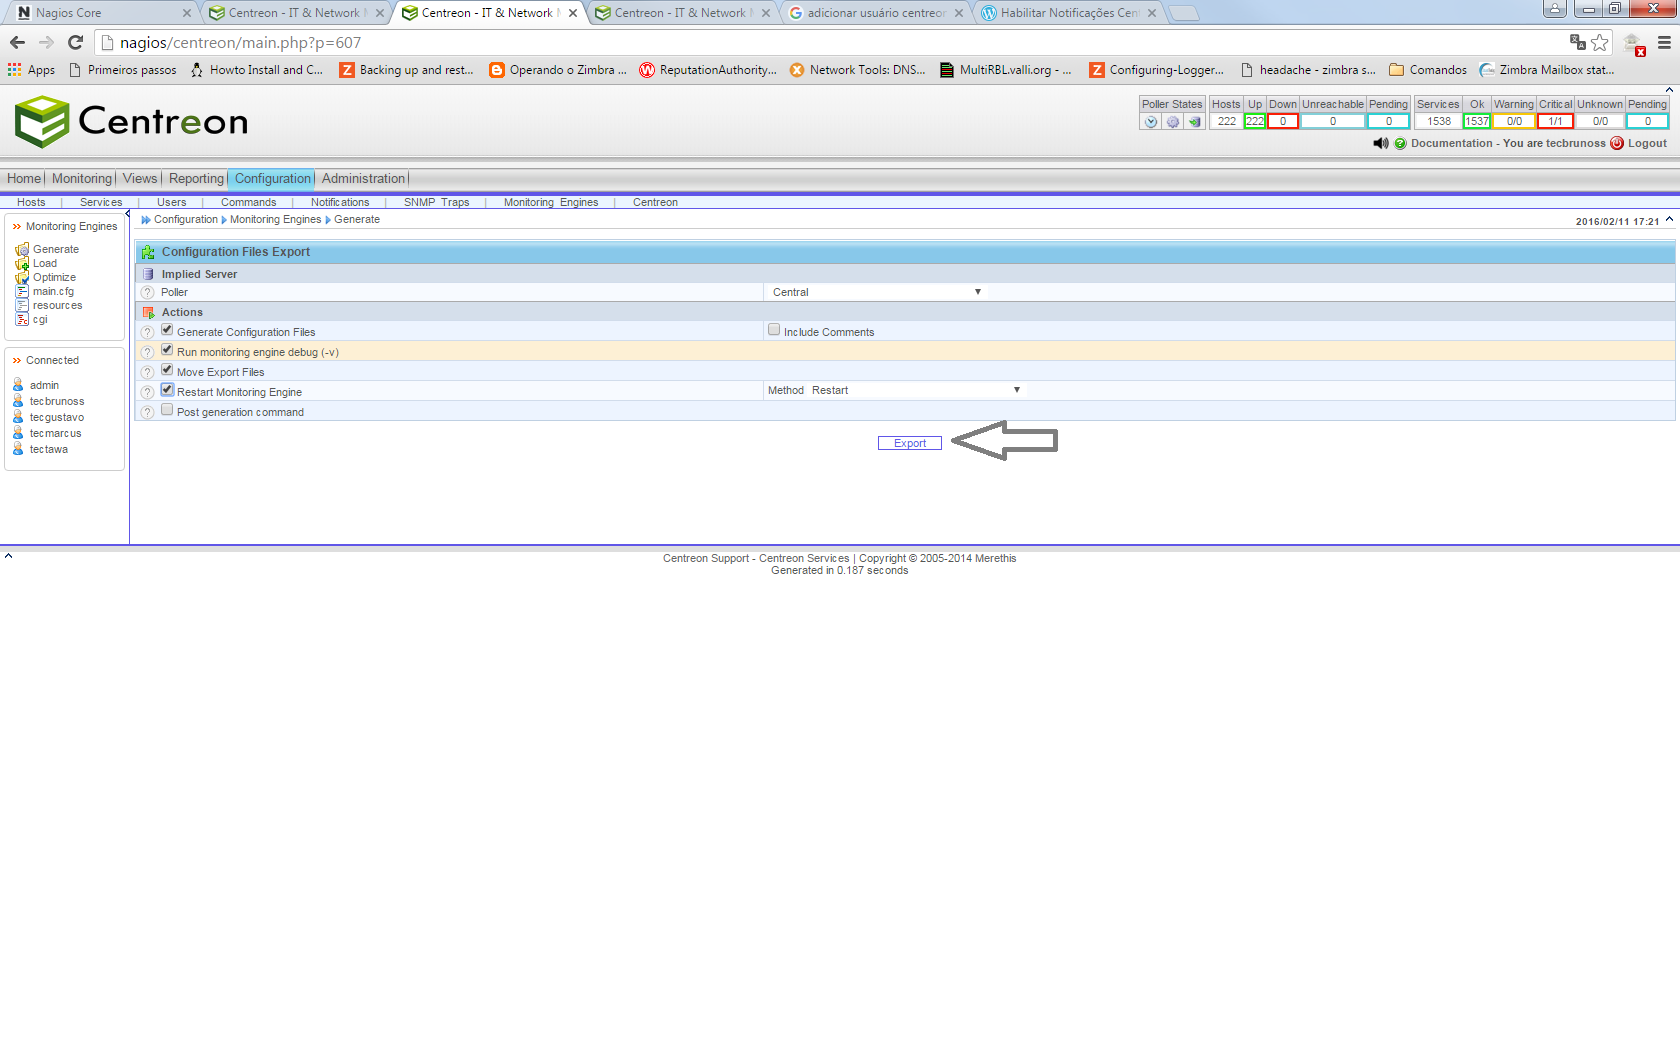 Nagios Core
Centreon - IT & Network
Centreon - IT & Network
Centreon - IT & Network
adicionar usuário centreon
Habilitar Notificações Cen
nagios/centreon/main.php?p=607
Apps
Primeiros passos
Howto Install and C...
Backing up and rest...
Operando o Zimbra ...
ReputationAuthority...
Network Tools: DNS...
MultiRBL.valli.org - ...
Configuring-Logger...
headache - zimbra s...
Comandos
Zimbra Mailbox stat...
Centreon
Poller States
Hosts Up Down Unreachable Pending
222 222 0 0 0
Services Ok Warning Critical Unknown Pending
1538 1537 0/0 1/1 0/0 0
Documentation - You are tecbrunoss Logout
Home Monitoring Views Reporting Configuration Administration
Hosts | Services | Users | Commands | Notifications | SNMP Traps | Monitoring Engines | Centreon
Monitoring Engines
Generate
Load
Optimize
main.cfg
resources
cgi
Connected
admin
tecbrunoss
tecgustavo
tecmarcus
tectawa
Configuration Monitoring Engines Generate
2016/02/11 17:21
Configuration Files Export
Implied Server
Poller Central
Actions
Generate Configuration Files Include Comments
Run monitoring engine debug (-v)
Move Export Files
Restart Monitoring Engine Method Restart
Post generation command
Export
Centreon Support - Centreon Services | Copyright © 2005-2014 Merethis
Generated in 0.187 seconds